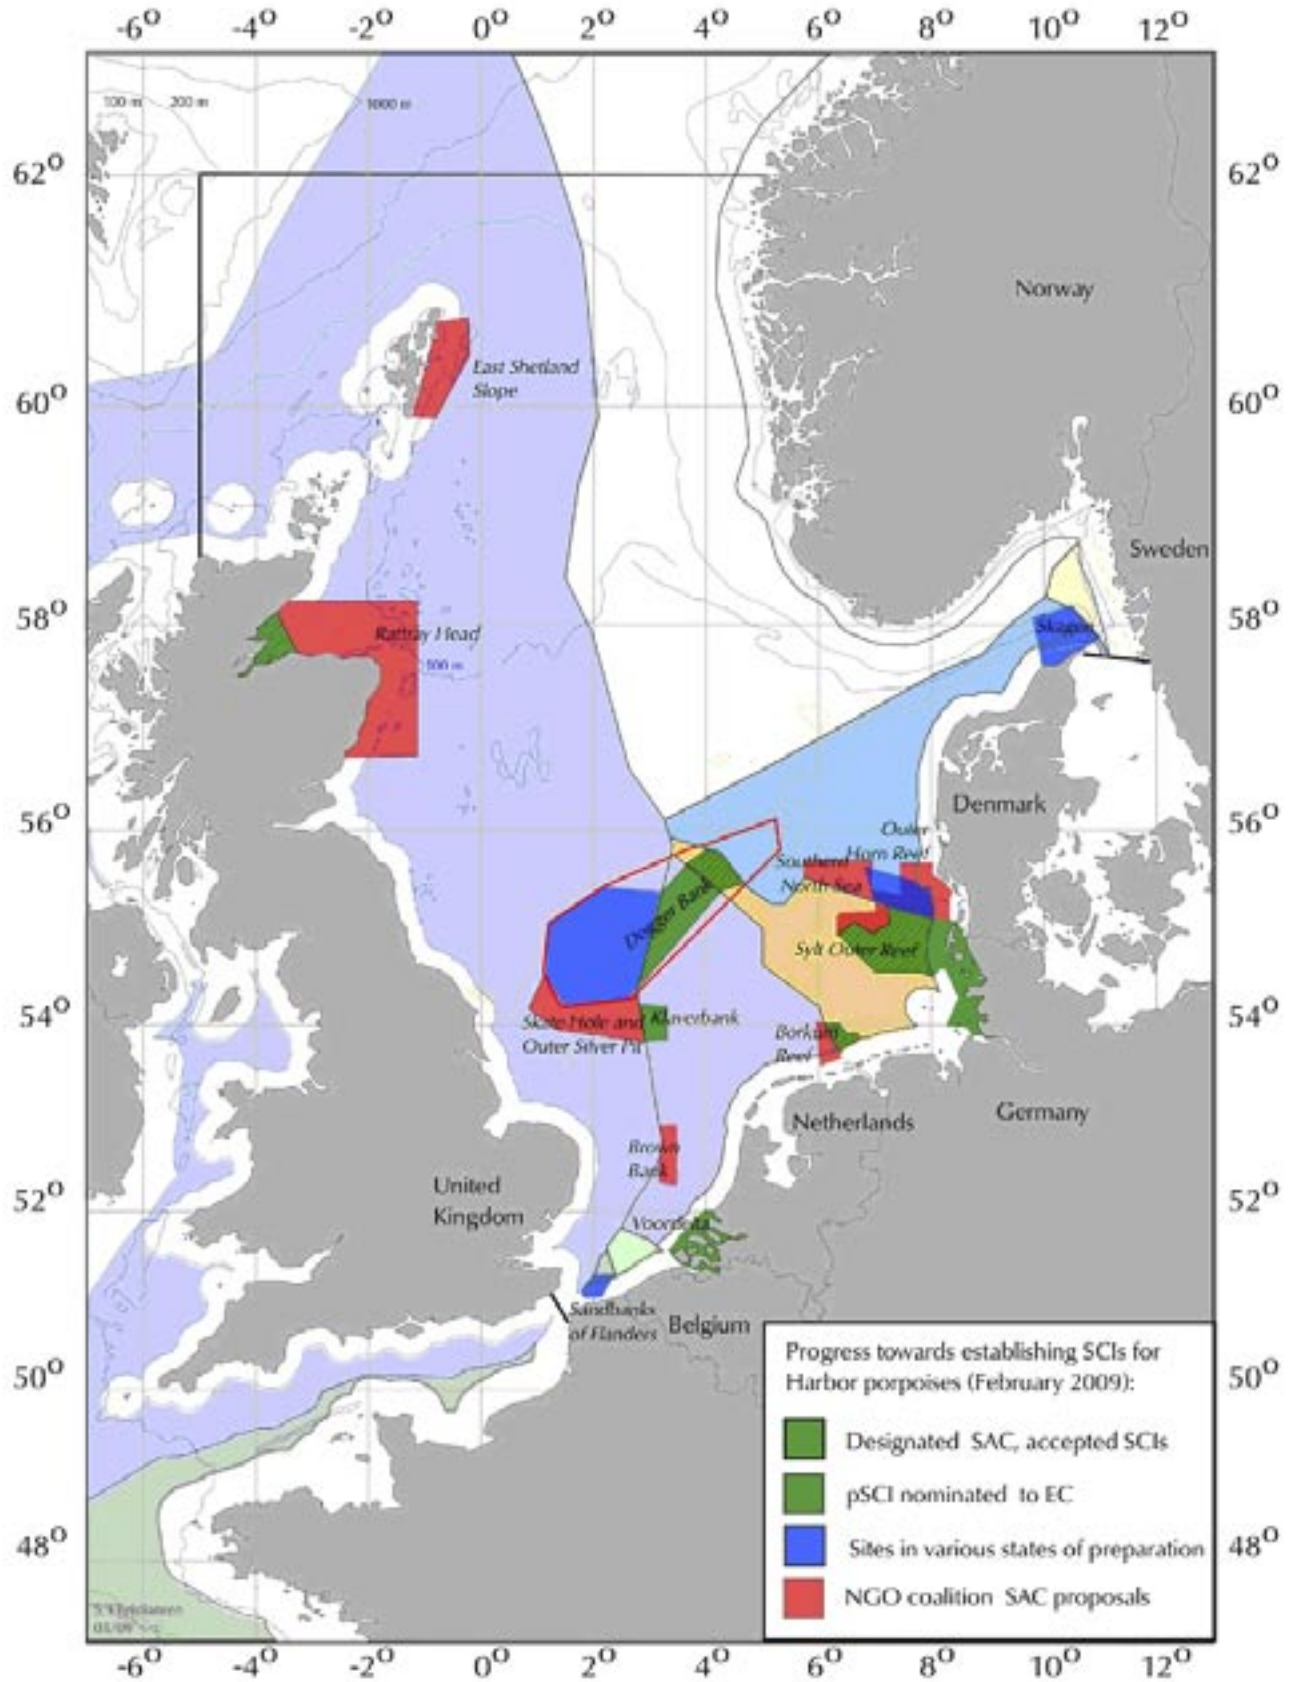 -6° -4° -2° 0° 2° 4° 6° 8° 10° 12°
100 m 200 m 1000 m
62° 62°
Norway
East Shetland
Slope
60° 60°
Sweden
58° 58°
Skagen
Rattray Head
500 m
Denmark
56° 56°
Outer
Horn Reef
Southern
North Sea
Dogger Bank
Sylt Outer Reef
54° 54°
Skate Hole and
Outer Silver Pit
Klaverbank
Borkum
Reef
Germany
Netherlands
Brown
Bank
United
Kingdom
52° 52°
Voordelta
Sandbanks
of Flanders
Belgium
50° 50°
Progress towards establishing SCIs for
Harbor porpoises (February 2009):
Designated SAC, accepted SCIs
pSCI nominated to EC
Sites in various states of preparation
NGO coalition SAC proposals
48° 48°
-6° -4° -2° 0° 2° 4° 6° 8° 10° 12°